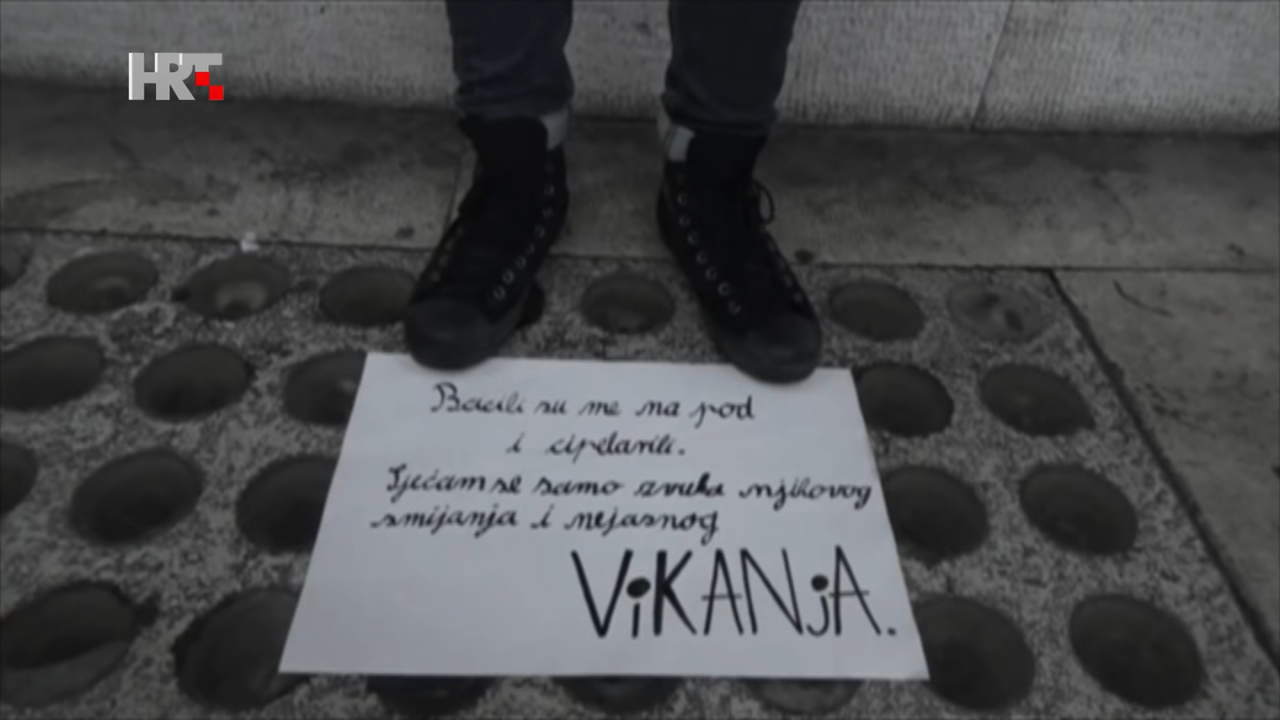 HRT
Bacili su me na pod
i cipelarili.
Sjećam se samo zvuka njihovog
smijanja i nejasnog
ViKANjA.